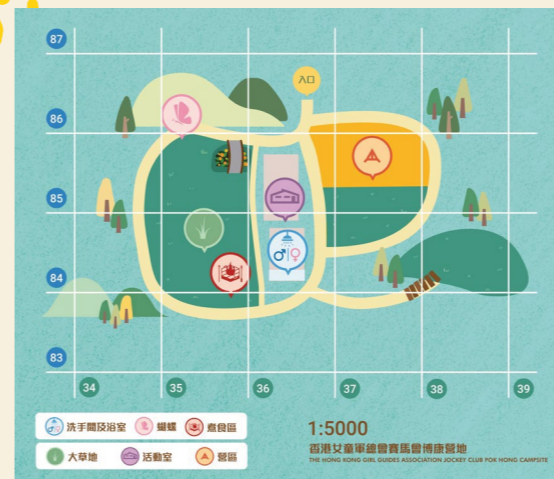 87
入口
86
85
84
83
34 35 36 37 38 39
洗手間及浴室 蝴蝶 煮食區
大草地 活動室 營區
1:5000
香港女童軍總會賽馬會博康營地
THE HONG KONG GIRL GUIDES ASSOCIATION JOCKEY CLUB POK HONG CAMPSITE